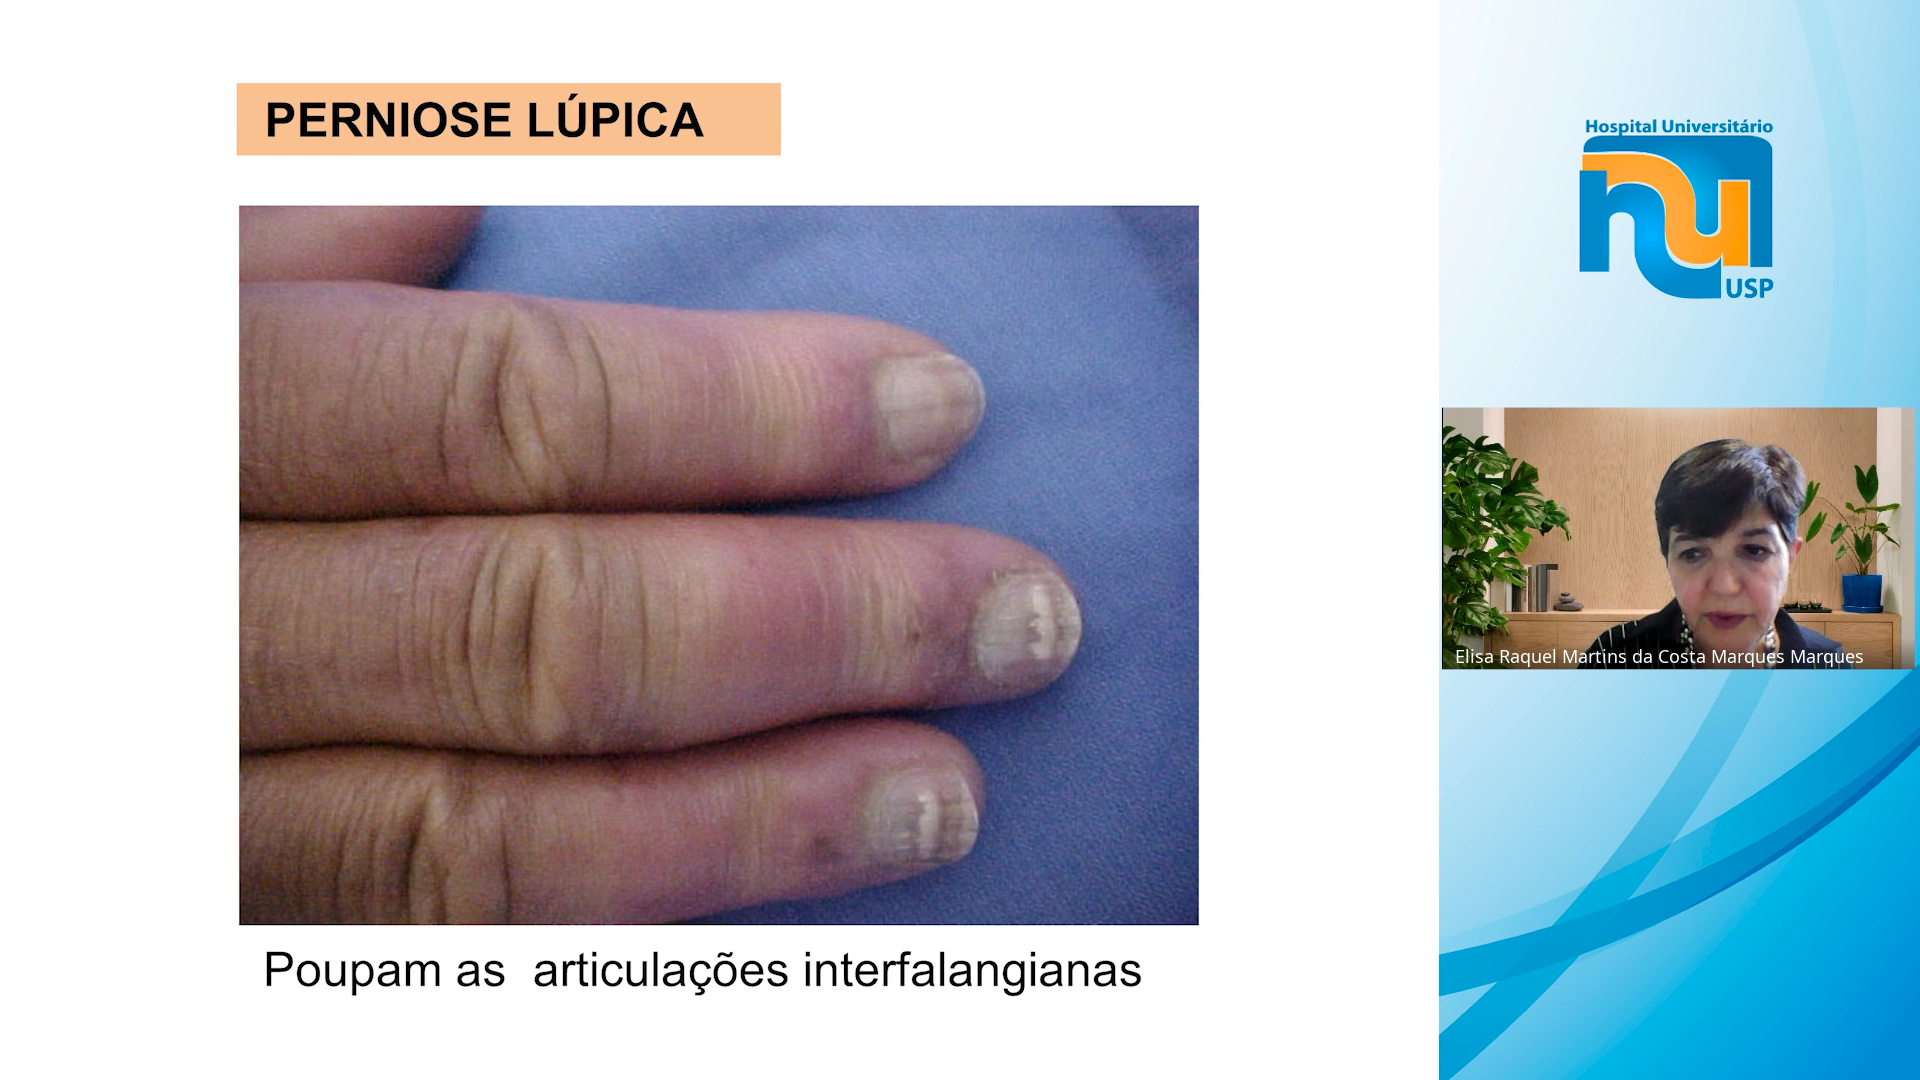 PERNIOSE LÚPICA
Poupam as articulações interfalangianas
Hospital Universitário
hu
USP
Elisa Raquel Martins da Costa Marques Marques